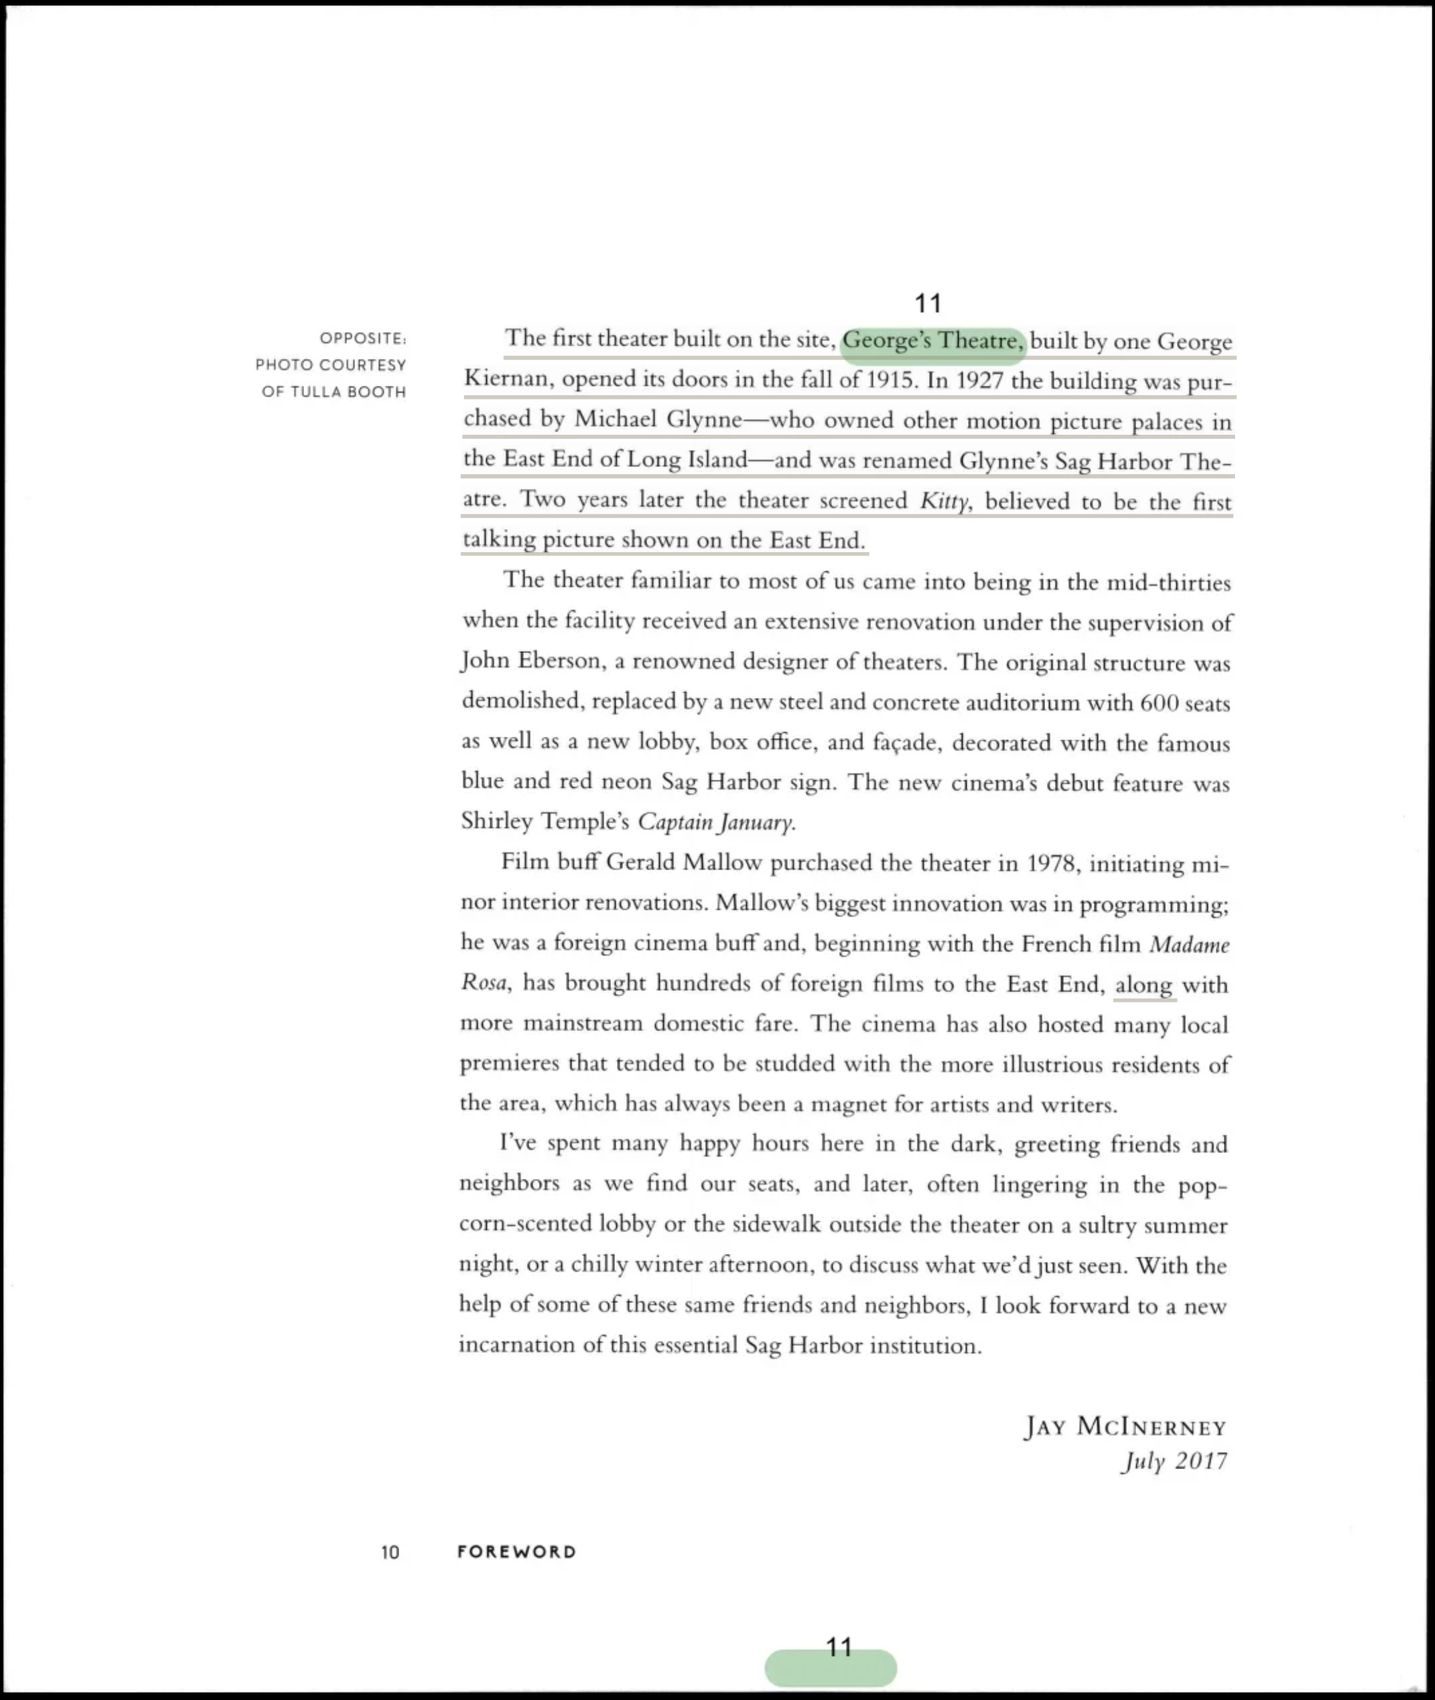 11
OPPOSITE:
PHOTO COURTESY
OF TULLA BOOTH
The first theater built on the site, George's Theatre, built by one George
Kiernan, opened its doors in the fall of 1915. In 1927 the building was pur-
chased by Michael Glynne—who owned other motion picture palaces in
the East End of Long Island—and was renamed Glynne's Sag Harbor The-
atre. Two years later the theater screened Kitty, believed to be the first
talking picture shown on the East End.
The theater familiar to most of us came into being in the mid-thirties
when the facility received an extensive renovation under the supervision of
John Eberson, a renowned designer of theaters. The original structure was
demolished, replaced by a new steel and concrete auditorium with 600 seats
as well as a new lobby, box office, and façade, decorated with the famous
blue and red neon Sag Harbor sign. The new cinema's debut feature was
Shirley Temple's Captain January.
Film buff Gerald Mallow purchased the theater in 1978, initiating mi-
nor interior renovations. Mallow's biggest innovation was in programming;
he was a foreign cinema buff and, beginning with the French film Madame
Rosa, has brought hundreds of foreign films to the East End, along with
more mainstream domestic fare. The cinema has also hosted many local
premieres that tended to be studded with the more illustrious residents of
the area, which has always been a magnet for artists and writers.
I've spent many happy hours here in the dark, greeting friends and
neighbors as we find our seats, and later, often lingering in the pop-
corn-scented lobby or the sidewalk outside the theater on a sultry summer
night, or a chilly winter afternoon, to discuss what we'd just seen. With the
help of some of these same friends and neighbors, I look forward to a new
incarnation of this essential Sag Harbor institution.
JAY MCINERNEY
July 2017
10 FOREWORD
11